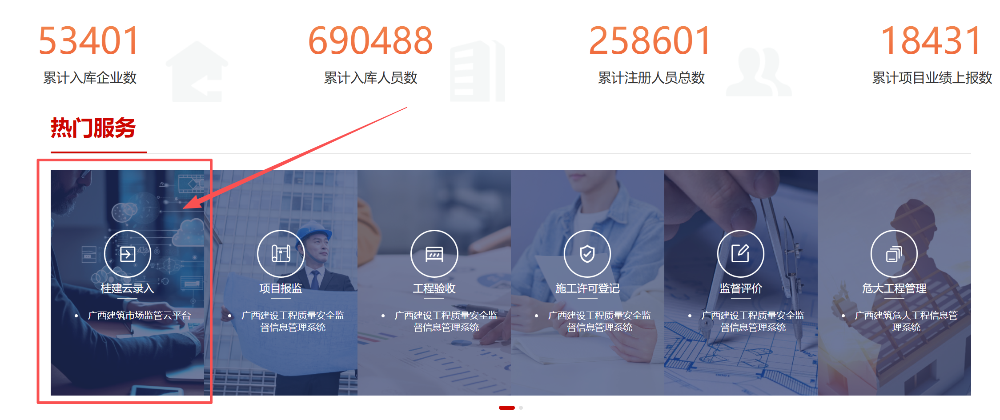 53401
690488
258601
18431
累计入库企业数
累计入库人员数
累计注册人员总数
累计项目业绩上报数
热门服务
桂建云录入
广西建筑市场监管云平台
项目报监
广西建设工程质量安全监
督信息管理系统
工程验收
广西建设工程质量安全监
督信息管理系统
施工许可登记
广西建设工程质量安全监
督信息管理系统
监督评价
广西建设工程质量安全监
督信息管理系统
危大工程管理
广西建筑危大工程信息管
理系统